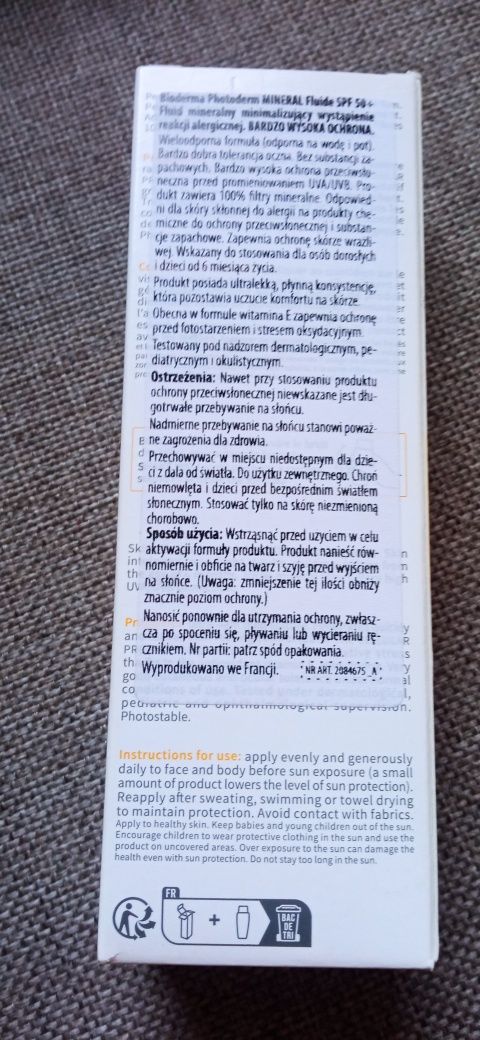 Bioderma Photoderm MINERAL Fluide SPF 50+
Fluid mineralny minimalizujący wystąpienie
reakcji alergicznej. BARDZO WYSOKA OCHRONA.
Wieloodporna formuła (odporna na wodę i pot).
Bardzo dobra tolerancja oczna. Bez substancji za-
pachowych. Bardzo wysoka ochrona przeciwsło-
neczna przed promieniowaniem UVA/UVB. Pro-
dukt zawiera 100% filtry mineralne. Odpowied-
ni dla skóry skłonnej do alergii na produkty che-
miczne do ochrony przeciwsłonecznej i substan-
cje zapachowe. Zapewnia ochronę skórze wrażli-
wej. Wskazany do stosowania dla osób dorosłych
i dzieci od 6 miesiąca życia.
Produkt posiada ultralekką, płynną konsystencję,
która pozostawia uczucie komfortu na skórze.
Obecna w formule witamina E zapewnia ochronę
przed fotostarzeniem i stresem oksydacyjnym.
Testowany pod nadzorem dermatologicznym, pe-
diatrycznym i okulistycznym.
Ostrzeżenia: Nawet przy stosowaniu produktu
ochrony przeciwsłonecznej niewskazane jest dłu-
gotrwałe przebywanie na słońcu.
Nadmierne przebywanie na słońcu stanowi poważ-
ne zagrożenia dla zdrowia.
Przechowywać w miejscu niedostępnym dla dzie-
ci z dala od światła. Do użytku zewnętrznego. Chroń
niemowlęta i dzieci przed bezpośrednim światłem
słonecznym. Stosować tylko na skórę niezmienioną
chorobowo.
Sposób użycia: Wstrząsnąć przed użyciem w celu
aktywacji formuły produktu. Produkt nanieść rów-
nomiernie i obficie na twarz i szyję przed wyjściem
na słońce. (Uwaga: zmniejszenie tej ilości obniży
znacznie poziom ochrony.)
Nanosić ponownie dla utrzymania ochrony, zwłasz-
cza po spoceniu się, pływaniu lub wycieraniu rę-
cznikiem. Nr partii: patrz spód opakowania.
Wyprodukowano we Francji. NR ART. 2084675_A
conditions of use. Tested under dermatological,
pediatric and ophthalmological supervision.
Photostable.
Instructions for use: apply evenly and generously
daily to face and body before sun exposure (a small
amount of product lowers the level of sun protection).
Reapply after sweating, swimming or towel drying
to maintain protection. Avoid contact with fabrics.
Apply to healthy skin. Keep babies and young children out of the sun.
Encourage children to wear protective clothing in the sun and use the
product on uncovered areas. Over exposure to the sun can damage the
health even with sun protection. Do not stay too long in the sun.
FR
+
BAC
DE
TRI